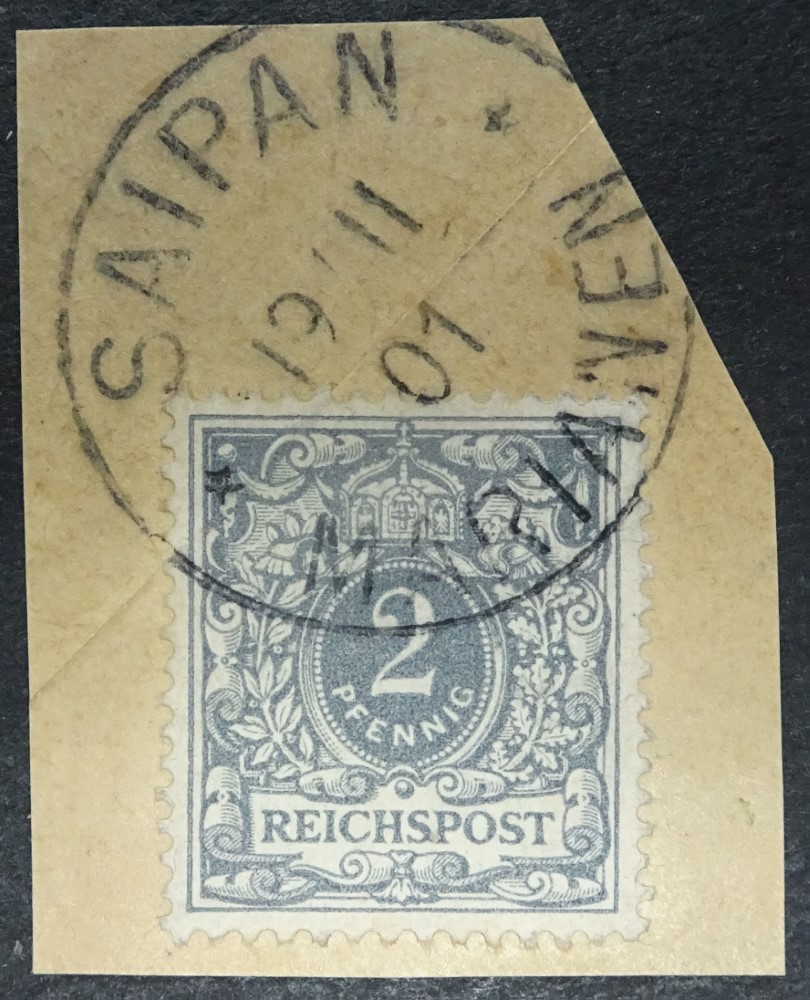 SAIPAN
19 11
01
* MARIANEN *
2
PFENNIG
REICHSPOST